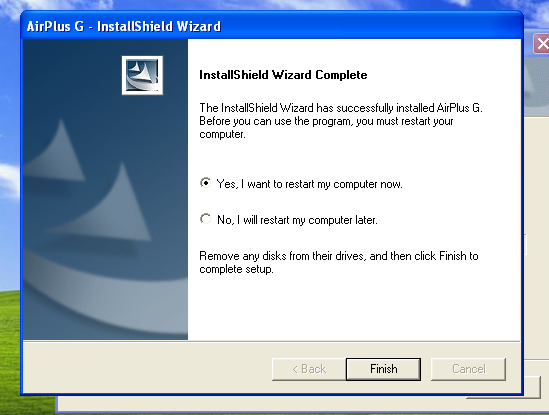 AirPlus G - InstallShield Wizard
InstallShield Wizard Complete
The InstallShield Wizard has successfully installed AirPlus G.
Before you can use the program, you must restart your
computer.
Yes, I want to restart my computer now.
No, I will restart my computer later.
Remove any disks from their drives, and then click Finish to
complete setup.
< Back
Finish
Cancel